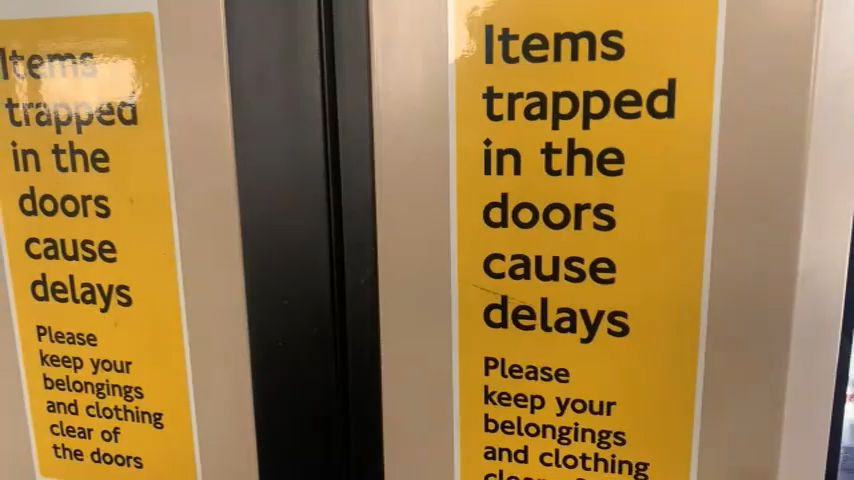 Items
trapped
in the
doors
cause
delays
Please
keep your
belongings
and clothing
clear of
the doors
Items
trapped
in the
doors
cause
delays
Please
keep your
belongings
and clothing